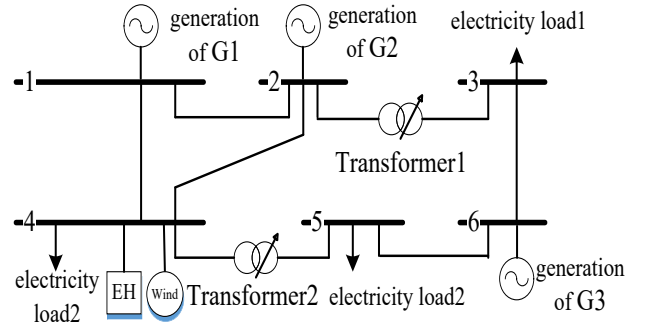 generation
of G1
generation
of G2
electricity load1
1
2
3
Transformer1
4
5
6
electricity
load2
EH
Wind
Transformer2
electricity load2
generation
of G3